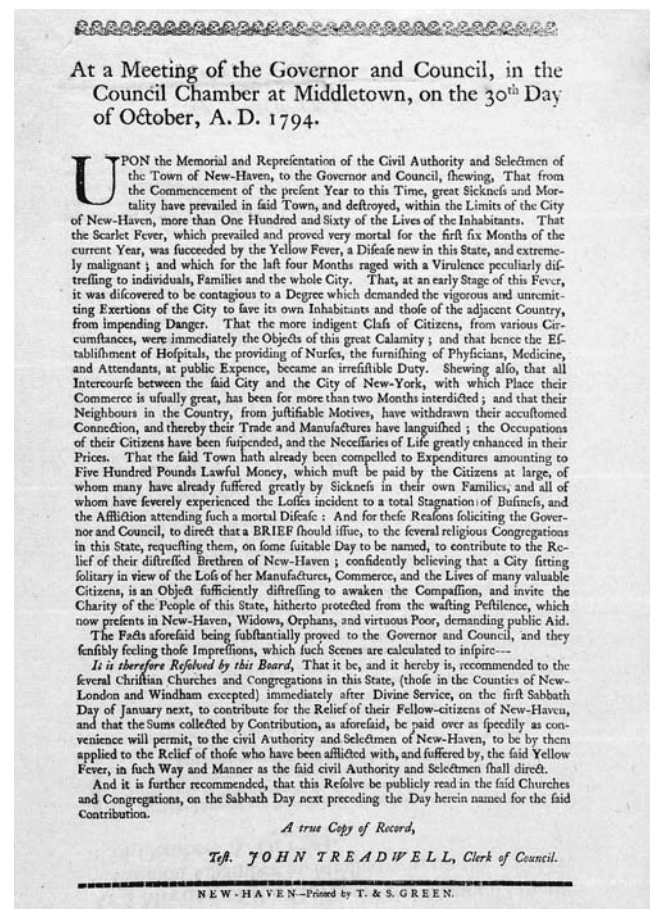 At a Meeting of the Governor and Council, in the
Council Chamber at Middletown, on the 30th Day
of October, A. D. 1794.
UPON the Memorial and Repreſentation of the Civil Authority and Selectmen of
the Town of New-Haven, to the Governor and Council, ſhewing, That from
the Commencement of the preſent Year to this Time, great Sickneſs and Mor-
tality have prevailed in ſaid Town, and deſtroyed, within the Limits of the City
of New-Haven, more than One Hundred and Sixty of the Lives of the Inhabitants. That
the Scarlet Fever, which prevailed and proved very mortal for the firſt ſix Months of the
current Year, was ſucceeded by the Yellow Fever, a Diſeaſe new in this State, and extreme-
ly malignant ; and which for the laſt four Months raged with a Virulence peculiarly diſ-
treſſing to individuals, Families and the whole City. That, at an early Stage of this Fever,
it was diſcovered to be contagious to a Degree which demanded the vigorous and unremit-
ting Exertions of the City to ſave its own Inhabitants and thoſe of the adjacent Country,
from impending Danger. That the more indigent Claſs of Citizens, from various Cir-
cumſtances, were immediately the Objects of this great Calamity ; and that hence the Eſ-
tabliſhment of Hoſpitals, the providing of Nurſes, the furniſhing of Phyſicians, Medicine,
and Attendants, at public Expence, became an irreſiſtible Duty. Shewing alſo, that all
Intercourſe between the ſaid City and the City of New-York, with which Place their
Commerce is uſually great, has been for more than two Months interdicted ; and that their
Neighbours in the Country, from juſtifiable Motives, have withdrawn their accuſtomed
Connection, and thereby their Trade and Manufactures have languiſhed ; the Occupations
of their Citizens have been ſuſpended, and the Neceſſaries of Life greatly enhanced in their
Prices. That the ſaid Town hath already been compelled to Expenditures amounting to
Five Hundred Pounds Lawful Money, which muſt be paid by the Citizens at large, of
whom many have already ſuffered greatly by Sickneſs in their own Families, and all of
whom have ſeverely experienced the Loſſes incident to a total Stagnation of Buſineſs, and
the Affliction attending ſuch a mortal Diſeaſe : And for theſe Reaſons ſoliciting the Gover-
nor and Council, to direct that a BRIEF ſhould iſſue, to the ſeveral religious Congregations
in this State, requeſting them, on ſome ſuitable Day to be named, to contribute to the Re-
lief of their diſtreſſed Brethren of New-Haven ; confidently believing that a City ſitting
ſolitary in view of the Loſs of her Manufactures, Commerce, and the Lives of many valuable
Citizens, is an Object ſufficiently diſtreſſing to awaken the Compaſſion, and invite the
Charity of the People of this State, hitherto protected from the waſting Peſtilence, which
now preſents in New-Haven, Widows, Orphans, and virtuous Poor, demanding public Aid.
The Facts aforeſaid being ſubſtantially proved to the Governor and Council, and they
ſenſibly feeling thoſe Impreſſions, which ſuch Scenes are calculated to inſpire---
It is therefore Reſolved by this Board, That it be, and it hereby is, recommended to the
ſeveral Chriſtian Churches and Congregations in this State, (thoſe in the Counties of New-
London and Windham excepted) immediately after Divine Service, on the firſt Sabbath
Day of January next, to contribute for the Relief of their Fellow-citizens of New-Haven,
and that the Sums collected by Contribution, as aforeſaid, be paid over as ſpeedily as con-
venience will permit, to the civil Authority and Selectmen of New-Haven, to be by them
applied to the Relief of thoſe who have been afflicted with, and ſuffered by, the ſaid Yellow
Fever, in ſuch Way and Manner as the ſaid civil Authority and Selectmen ſhall direct.
And it is further recommended, that this Reſolve be publicly read in the ſaid Churches
and Congregations, on the Sabbath Day next preceding the Day herein named for the ſaid
Contribution.
A true Copy of Record,
Teſt. JOHN TREADWELL, Clerk of Council.
NEW-HAVEN—Printed by T. & S. GREEN.